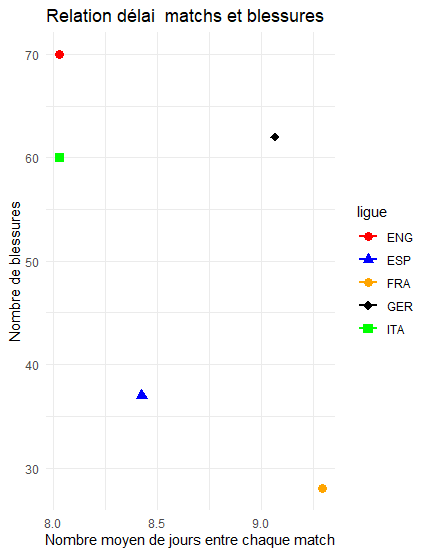 Relation délai  matchs et blessures
70
60
50
40
30
Nombre de blessures
8.0
8.5
9.0
Nombre moyen de jours entre chaque match
ligue
ENG
ESP
FRA
GER
ITA